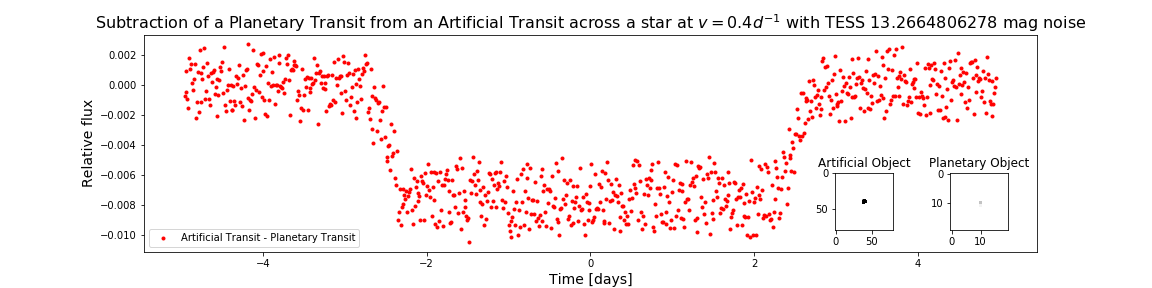 Subtraction of a Planetary Transit from an Artificial Transit across a star at v = 0.4d⁻¹ with TESS 13.2664806278 mag noise
Relative flux
0.002
0.000
−0.002
−0.004
−0.006
−0.008
−0.010
Artificial Transit - Planetary Transit
Artificial Object
0
50
0 50
Planetary Object
0
10
0 10
−4 −2 0 2 4
Time [days]